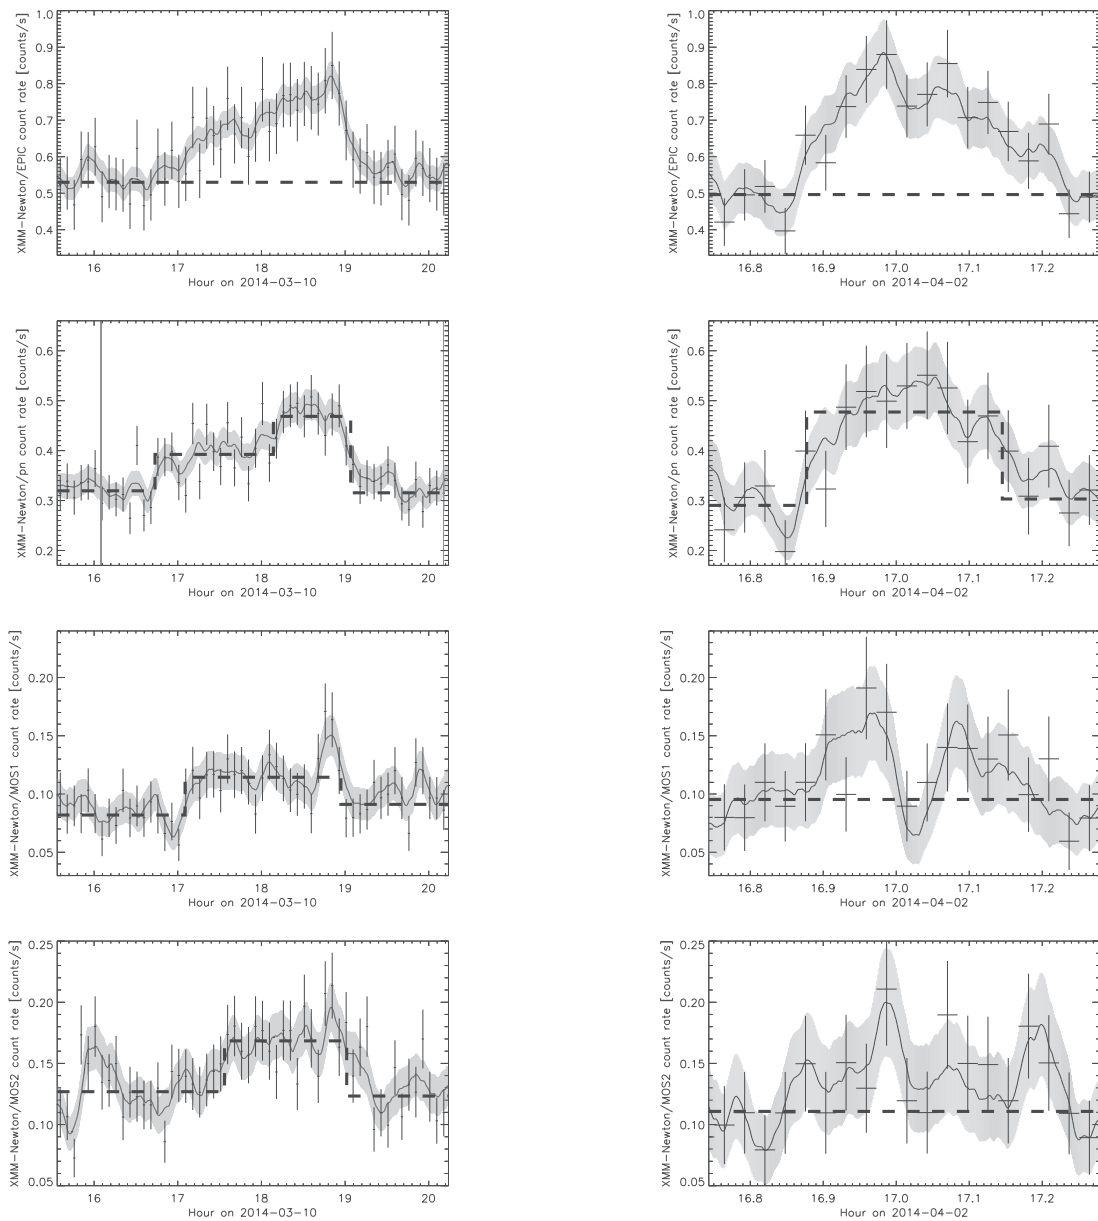 XMM-Newton/EPIC count rate [counts/s]
1.0
0.9
0.8
0.7
0.6
0.5
0.4
16 17 18 19 20
Hour on 2014-03-10
XMM-Newton/EPIC count rate [counts/s]
1.0
0.9
0.8
0.7
0.6
0.5
0.4
16.8 16.9 17.0 17.1 17.2
Hour on 2014-04-02
XMM-Newton/pn count rate [counts/s]
0.6
0.5
0.4
0.3
0.2
16 17 18 19 20
Hour on 2014-03-10
XMM-Newton/pn count rate [counts/s]
0.6
0.5
0.4
0.3
0.2
16.8 16.9 17.0 17.1 17.2
Hour on 2014-04-02
XMM-Newton/MOS1 count rate [counts/s]
0.20
0.15
0.10
0.05
16 17 18 19 20
Hour on 2014-03-10
XMM-Newton/MOS1 count rate [counts/s]
0.20
0.15
0.10
0.05
16.8 16.9 17.0 17.1 17.2
Hour on 2014-04-02
XMM-Newton/MOS2 count rate [counts/s]
0.25
0.20
0.15
0.10
0.05
16 17 18 19 20
Hour on 2014-03-10
XMM-Newton/MOS2 count rate [counts/s]
0.25
0.20
0.15
0.10
0.05
16.8 16.9 17.0 17.1 17.2
Hour on 2014-04-02